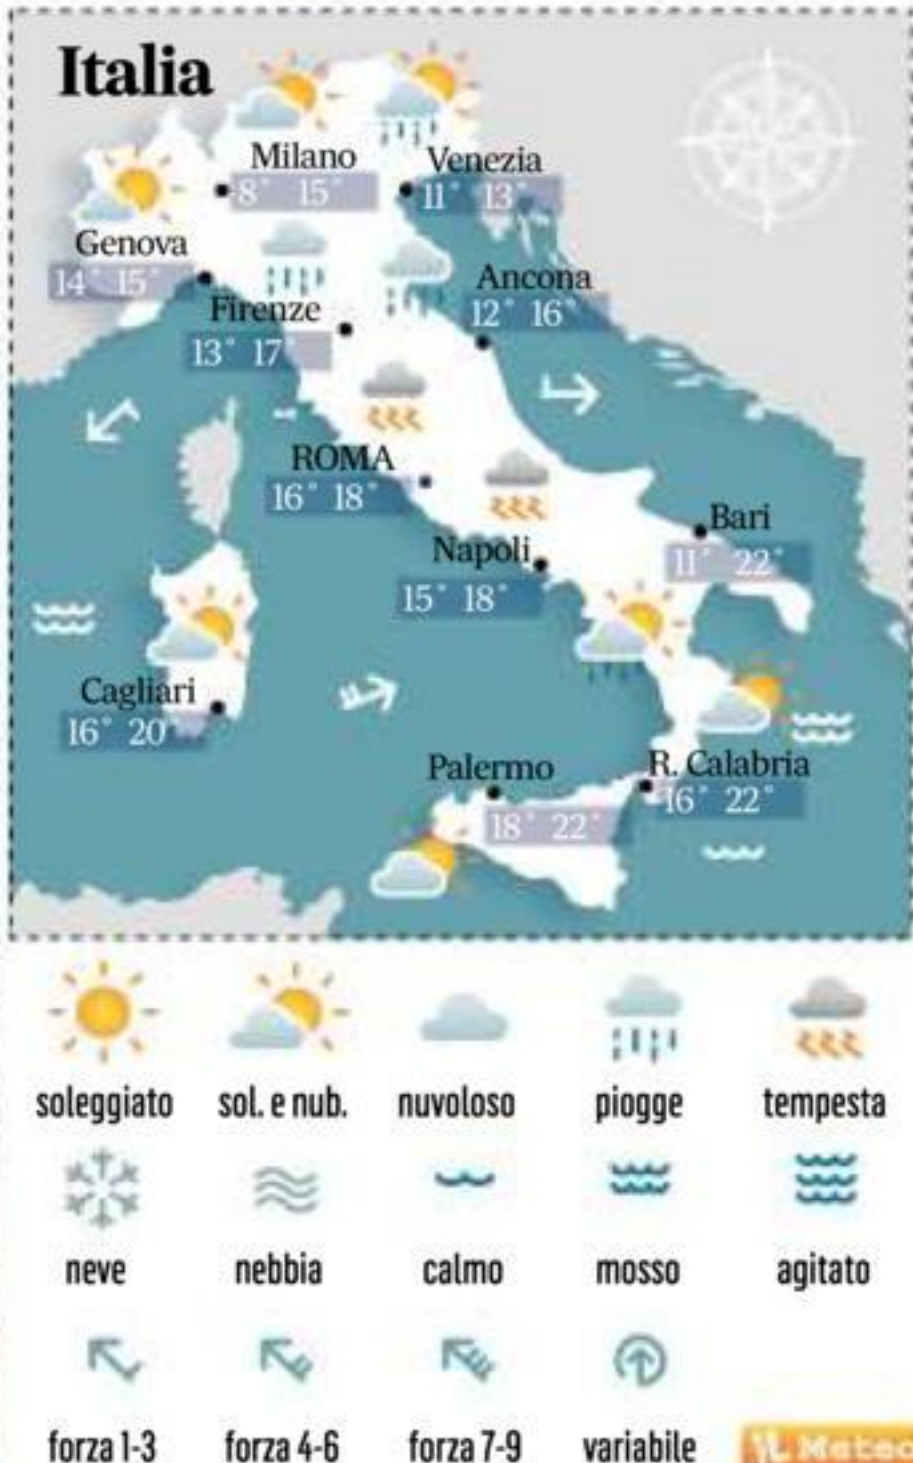 Italia
Milano
8° 15°
Venezia
11° 13°
Genova
14° 15°
Firenze
13° 17°
Ancona
12° 16°
ROMA
16° 18°
Napoli
15° 18°
Bari
11° 22°
Cagliari
16° 20°
Palermo
18° 22°
R. Calabria
16° 22°
soleggiato sol. e nub. nuvoloso piogge tempesta
neve nebbia calmo mosso agitato
forza 1-3 forza 4-6 forza 7-9 variabile